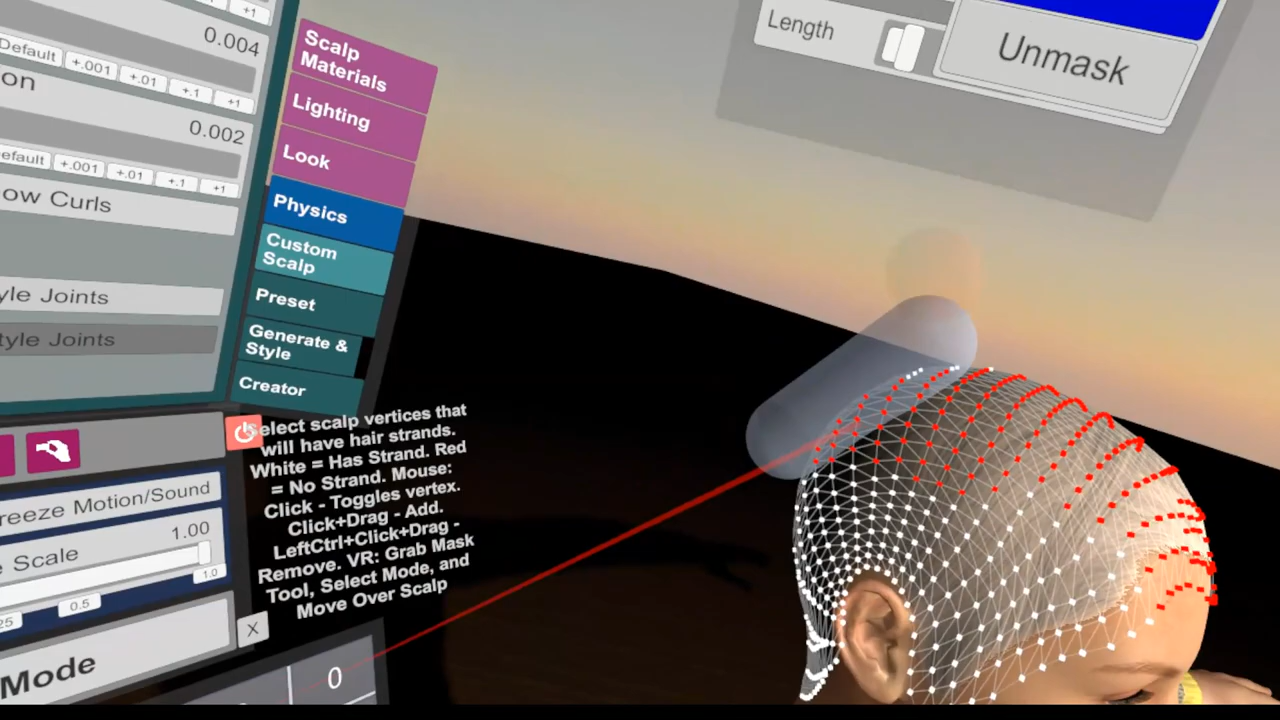 +1
0.004
Default
+.001
+.01
+.1
+1
on
0.002
efault
+.001
+.01
+.1
+1
ow Curls
yle Joints
tyle Joints
Scalp
Materials
Lighting
Look
Physics
Custom
Scalp
Preset
Generate &
Style
Creator
Length
Unmask
elect scalp vertices that
will have hair strands.
White = Has Strand. Red
= No Strand. Mouse:
Click - Toggles vertex.
Click+Drag - Add.
LeftCtrl+Click+Drag -
Remove. VR: Grab Mask
Tool, Select Mode, and
Move Over Scalp
reeze Motion/Sound
e Scale
1.00
25
0.5
1.0
X
Mode
0